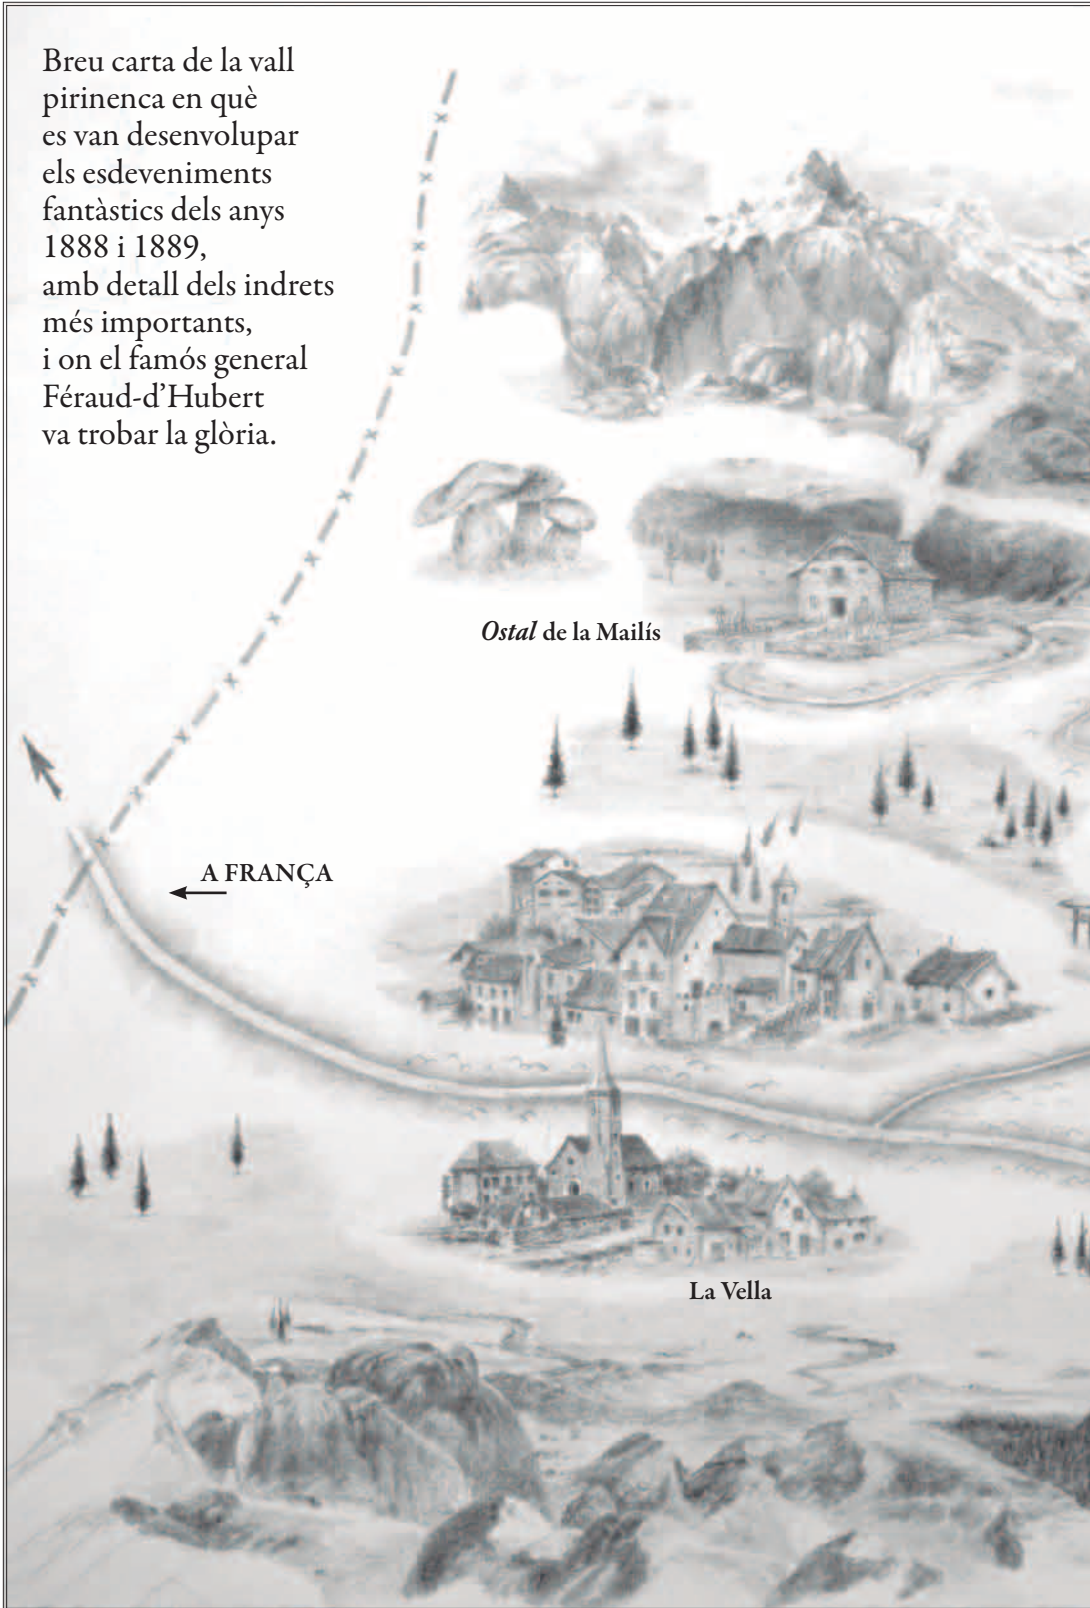 Breu carta de la vall
pirinenca en què
es van desenvolupar
els esdeveniments
fantàstics dels anys
1888 i 1889,
amb detall dels indrets
més importants,
i on el famós general
Féraud-d’Hubert
va trobar la glòria.
Ostal de la Mailís
A FRANÇA
La Vella